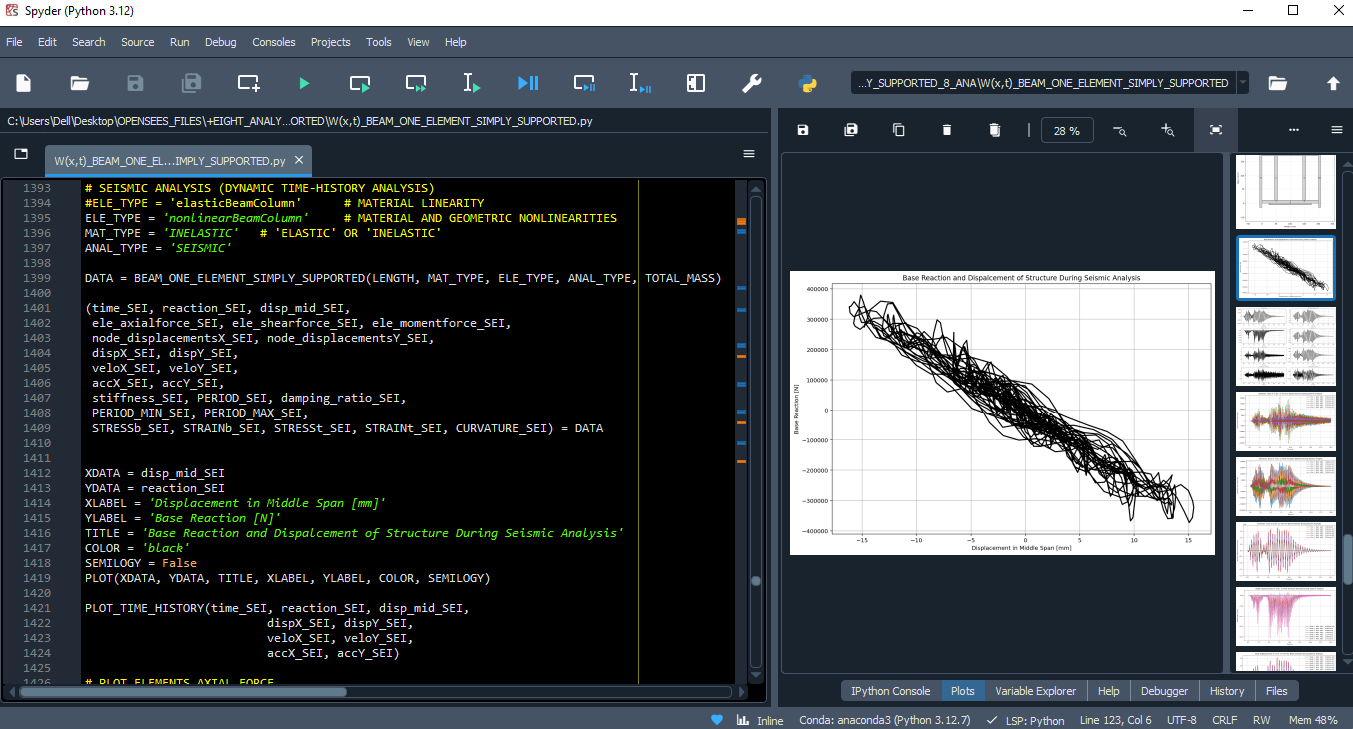 Spyder (Python 3.12)
File Edit Search Source Run Debug Consoles Projects Tools View Help
...Y_SUPPORTED_8_ANA\W(x,t)_BEAM_ONE_ELEMENT_SIMPLY_SUPPORTED
C:\Users\Dell\Desktop\OPENSEES_FILES\+EIGHT_ANALY...ORTED\W(x,t)_BEAM_ONE_ELEMENT_SIMPLY_SUPPORTED.py
28 %
W(x,t)_BEAM_ONE_EL...IMPLY_SUPPORTED.py
1393 # SEISMIC ANALYSIS (DYNAMIC TIME-HISTORY ANALYSIS)
1394 #ELE_TYPE = 'elasticBeamColumn' # MATERIAL LINEARITY
1395 ELE_TYPE = 'nonlinearBeamColumn' # MATERIAL AND GEOMETRIC NONLINEARITIES
1396 MAT_TYPE = 'INELASTIC' # 'ELASTIC' OR 'INELASTIC'
1397 ANAL_TYPE = 'SEISMIC'
1398
1399 DATA = BEAM_ONE_ELEMENT_SIMPLY_SUPPORTED(LENGTH, MAT_TYPE, ELE_TYPE, ANAL_TYPE, TOTAL_MASS)
1400
1401 (time_SEI, reaction_SEI, disp_mid_SEI,
1402 ele_axialforce_SEI, ele_shearforce_SEI, ele_momentforce_SEI,
1403 node_displacementsX_SEI, node_displacementsY_SEI,
1404 dispX_SEI, dispY_SEI,
1405 veloX_SEI, veloY_SEI,
1406 accX_SEI, accY_SEI,
1407 stiffness_SEI, PERIOD_SEI, damping_ratio_SEI,
1408 PERIOD_MIN_SEI, PERIOD_MAX_SEI,
1409 STRESSb_SEI, STRAINb_SEI, STRESSt_SEI, STRAINt_SEI, CURVATURE_SEI) = DATA
1410
1411
1412 XDATA = disp_mid_SEI
1413 YDATA = reaction_SEI
1414 XLABEL = 'Displacement in Middle Span [mm]'
1415 YLABEL = 'Base Reaction [N]'
1416 TITLE = 'Base Reaction and Dispalcement of Structure During Seismic Analysis'
1417 COLOR = 'black'
1418 SEMILOGY = False
1419 PLOT(XDATA, YDATA, TITLE, XLABEL, YLABEL, COLOR, SEMILOGY)
1420
1421 PLOT_TIME_HISTORY(time_SEI, reaction_SEI, disp_mid_SEI,
1422 dispX_SEI, dispY_SEI,
1423 veloX_SEI, veloY_SEI,
1424 accX_SEI, accY_SEI)
1425
1426 # PLOT ELEMENTS AXIAL FORCE
Base Reaction and Dispalcement of Structure During Seismic Analysis
400000
300000
200000
100000
0
−100000
−200000
−300000
−400000
Base Reaction [N]
−15 −10 −5 0 5 10 15
Displacement in Middle Span [mm]
IPython Console Plots Variable Explorer Help Debugger History Files
Inline Conda: anaconda3 (Python 3.12.7) LSP: Python Line 123, Col 6 UTF-8 CRLF RW Mem 48%